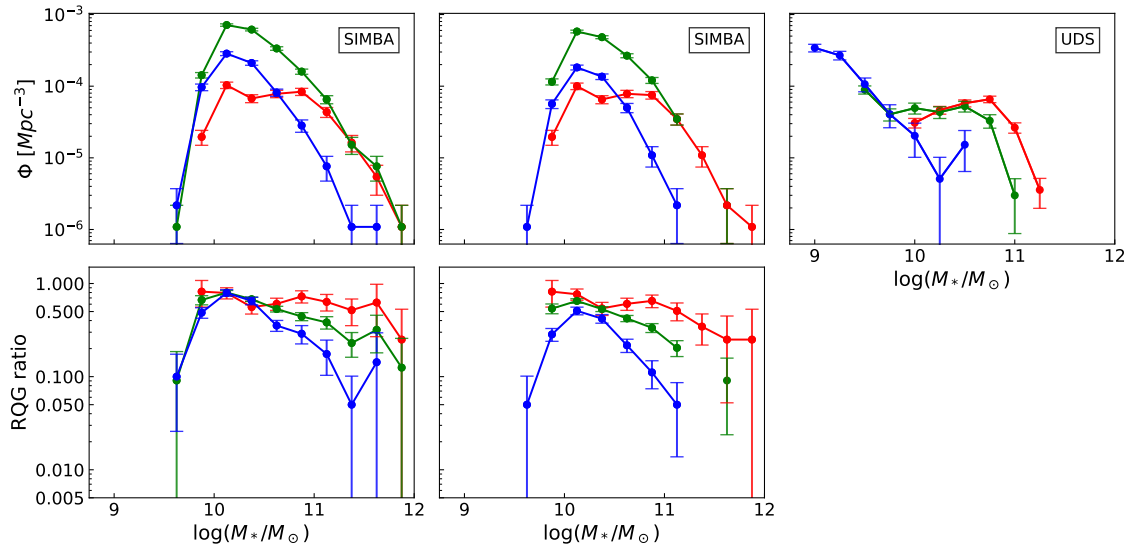 SIMBA
SIMBA
UDS
Φ [Mpc⁻³]
10⁻³
10⁻⁴
10⁻⁵
10⁻⁶
9 10 11 12
log(M*/M⊙)
RQG ratio
1.000
0.500
0.100
0.050
0.010
0.005
9 10 11 12
log(M*/M⊙)
9 10 11 12
log(M*/M⊙)